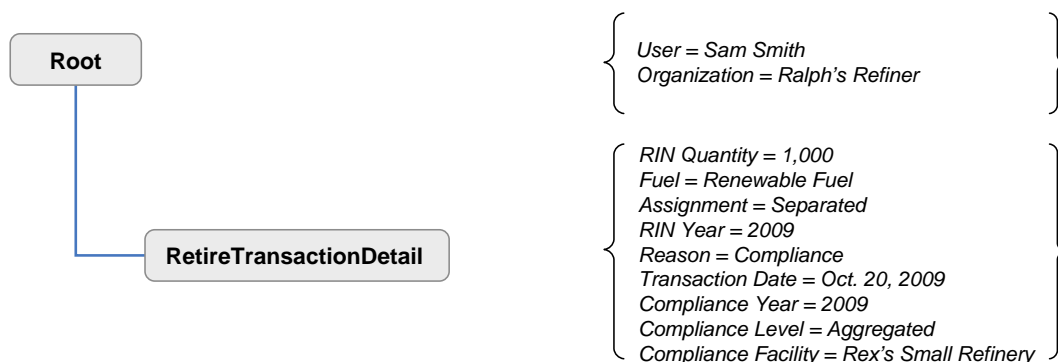 Root
User = Sam Smith
Organization = Ralph’s Refiner
RetireTransactionDetail
RIN Quantity = 1,000
Fuel = Renewable Fuel
Assignment = Separated
RIN Year = 2009
Reason = Compliance
Transaction Date = Oct. 20, 2009
Compliance Year = 2009
Compliance Level = Aggregated
Compliance Facility = Rex’s Small Refinery